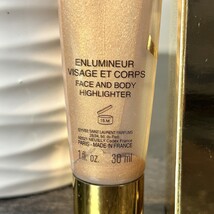 ENLUMINEUR
VISAGE ET CORPS
FACE AND BODY
HIGHLIGHTER
PARIS - MADE IN FRANCE
1 fl. oz. 30 ml